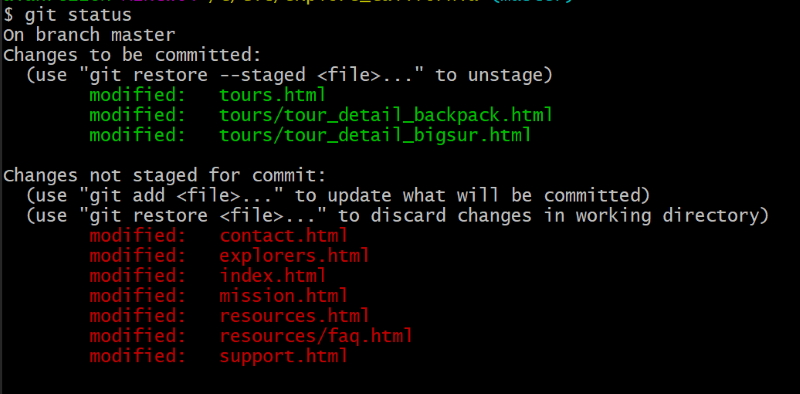 $ git status
On branch master
Changes to be committed:
  (use "git restore --staged <file>..." to unstage)
        modified:   tours.html
        modified:   tours/tour_detail_backpack.html
        modified:   tours/tour_detail_bigsur.html

Changes not staged for commit:
  (use "git add <file>..." to update what will be committed)
  (use "git restore <file>..." to discard changes in working directory)
        modified:   contact.html
        modified:   explorers.html
        modified:   index.html
        modified:   mission.html
        modified:   resources.html
        modified:   resources/faq.html
        modified:   support.html